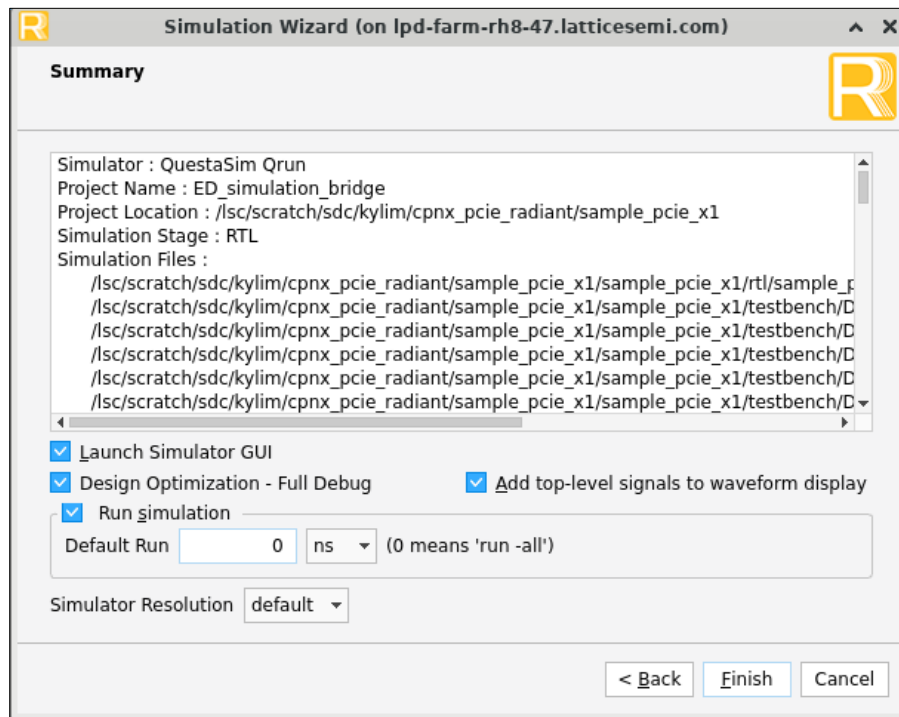 Simulation Wizard (on lpd-farm-rh8-47.latticesemi.com)
Summary
Simulator : QuestaSim Qrun
Project Name : ED_simulation_bridge
Project Location : /lsc/scratch/sdc/kylim/cpnx_pcie_radiant/sample_pcie_x1
Simulation Stage : RTL
Simulation Files :
/lsc/scratch/sdc/kylim/cpnx_pcie_radiant/sample_pcie_x1/sample_pcie_x1/rtl/sample_p
/lsc/scratch/sdc/kylim/cpnx_pcie_radiant/sample_pcie_x1/sample_pcie_x1/testbench/D
/lsc/scratch/sdc/kylim/cpnx_pcie_radiant/sample_pcie_x1/sample_pcie_x1/testbench/D
/lsc/scratch/sdc/kylim/cpnx_pcie_radiant/sample_pcie_x1/sample_pcie_x1/testbench/D
/lsc/scratch/sdc/kylim/cpnx_pcie_radiant/sample_pcie_x1/sample_pcie_x1/testbench/D
/lsc/scratch/sdc/kylim/cpnx_pcie_radiant/sample_pcie_x1/sample_pcie_x1/testbench/D
Launch Simulator GUI
Design Optimization - Full Debug Add top-level signals to waveform display
Run simulation
Default Run 0 ns (0 means 'run -all')
Simulator Resolution default
< Back Finish Cancel